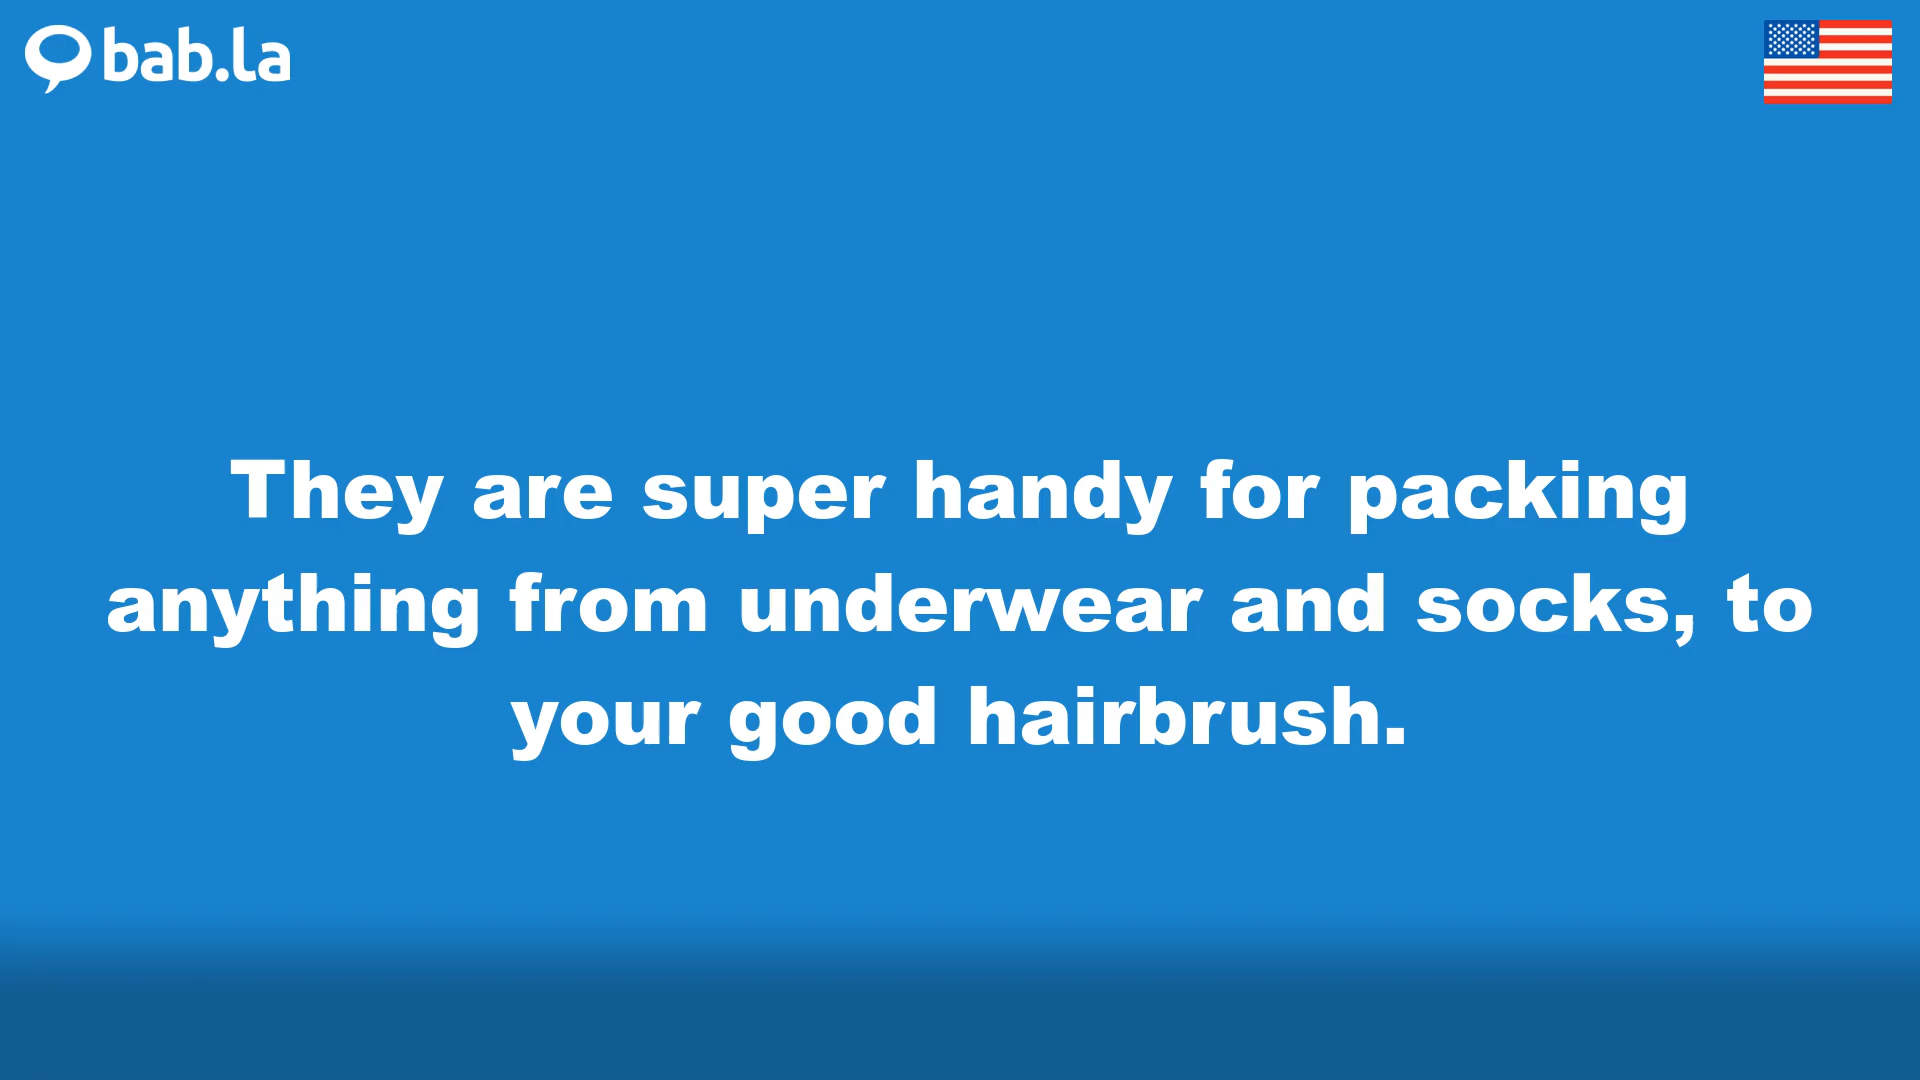 bab.la
They are super handy for packing
anything from underwear and socks, to
your good hairbrush.